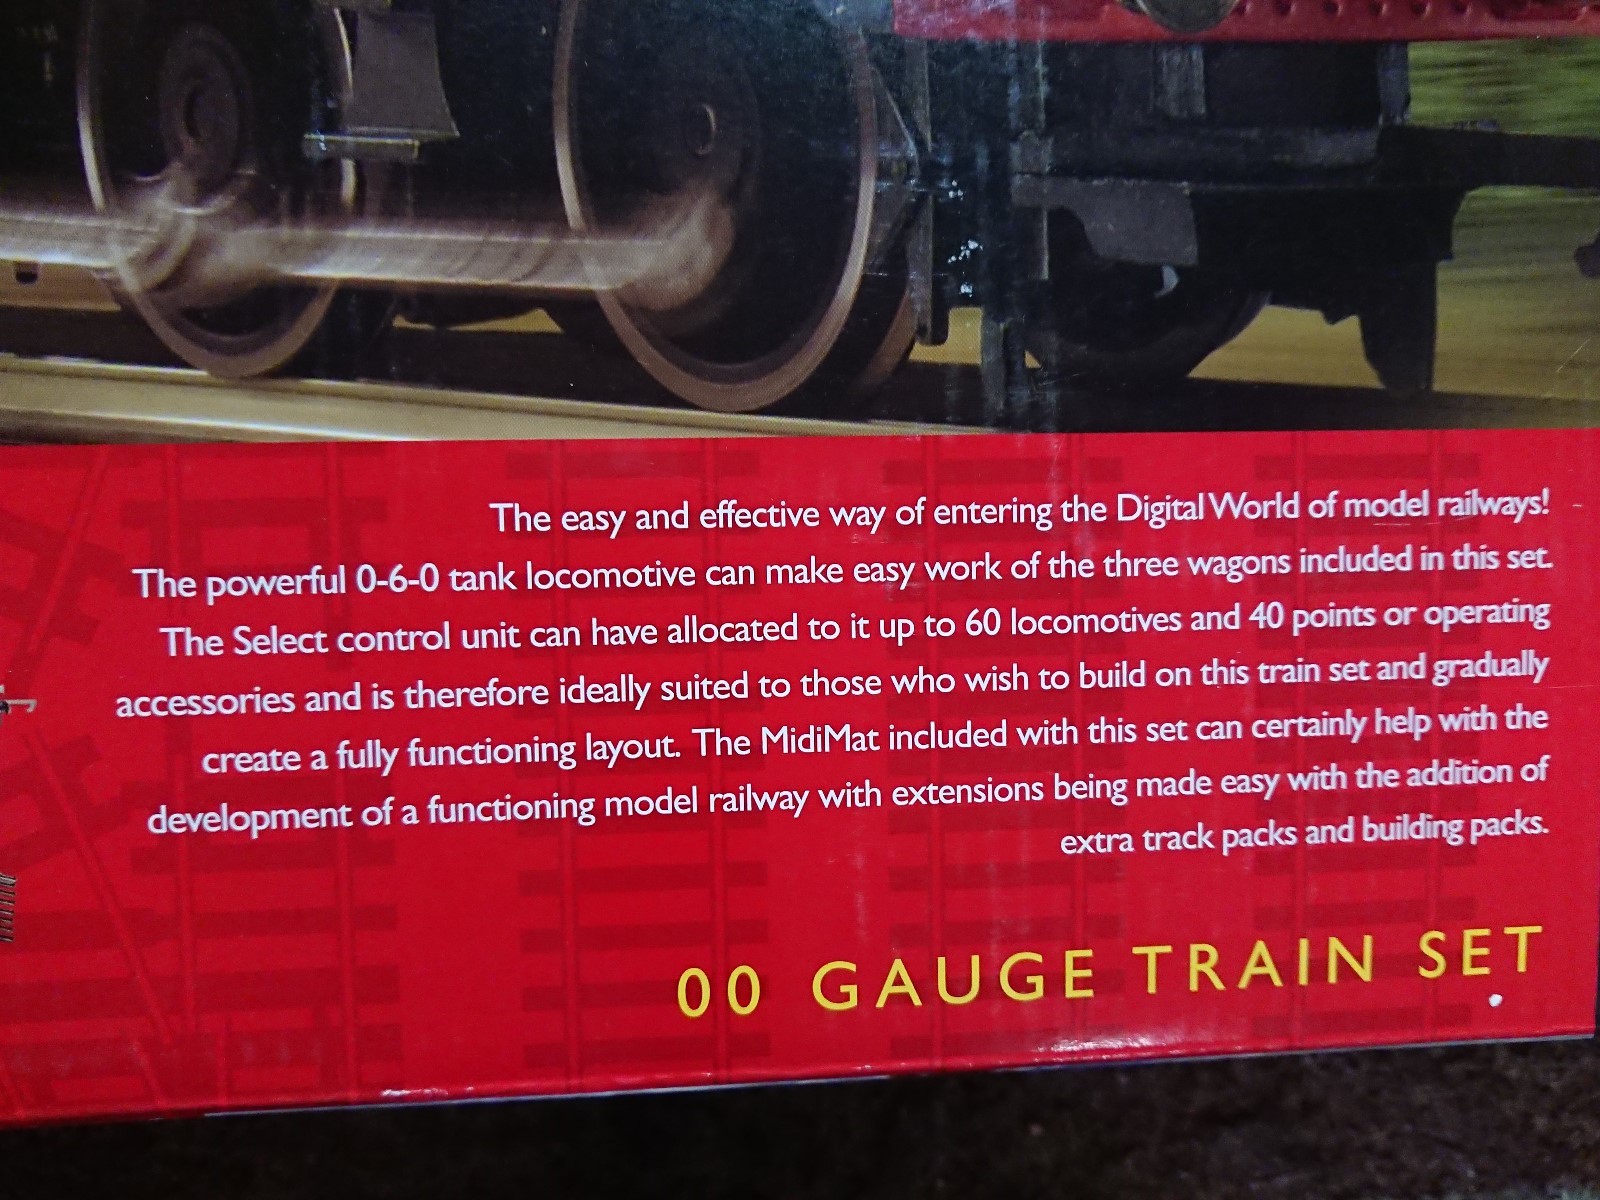 The easy and effective way of entering the Digital World of model railways!
The powerful 0-6-0 tank locomotive can make easy work of the three wagons included in this set.
The Select control unit can have allocated to it up to 60 locomotives and 40 points or operating
accessories and is therefore ideally suited to those who wish to build on this train set and gradually
create a fully functioning layout. The MidiMat included with this set can certainly help with the
development of a functioning model railway with extensions being made easy with the addition of
extra track packs and building packs.
00 GAUGE TRAIN SET